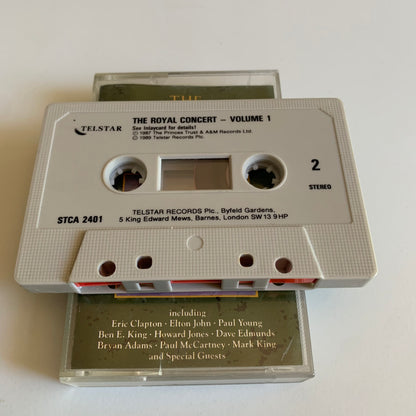 THE
TELSTAR
THE ROYAL CONCERT – VOLUME 1
See Inlaycard for details!
℗ 1987 The Princes Trust & A&M Records Ltd.
© 1989 Telstar Records Plc.
2
STEREO
STCA 2401
TELSTAR RECORDS Plc., Byfeld Gardens,
5 King Edward Mews, Barnes, London SW13 9HP
including
Eric Clapton · Elton John · Paul Young
Ben E. King · Howard Jones · Dave Edmunds
Bryan Adams · Paul McCartney · Mark King
and Special Guests